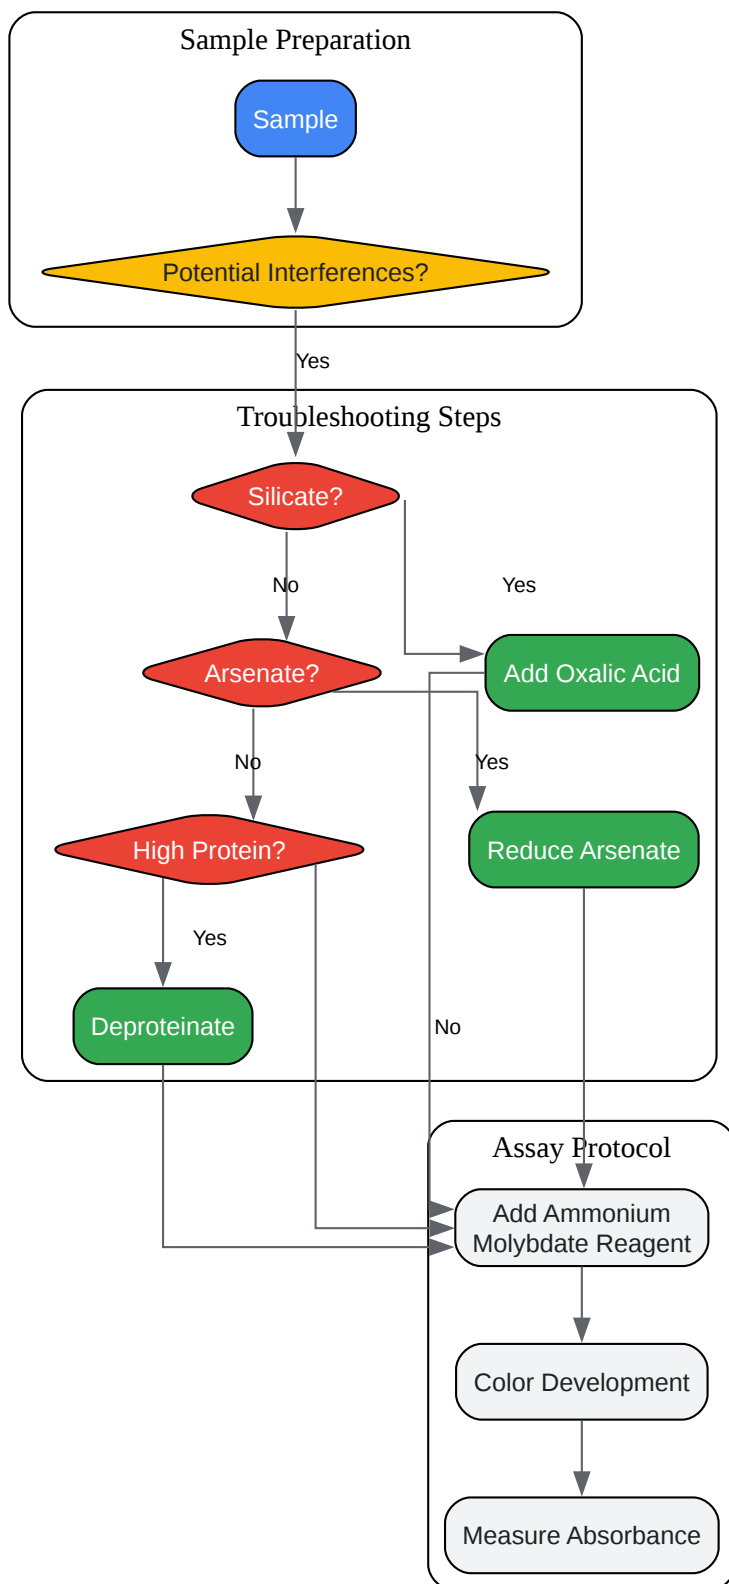 Sample Preparation
Sample
Potential Interferences?
Yes
Troubleshooting Steps
Silicate?
No
Yes
Arsenate?
Add Oxalic Acid
No
Yes
High Protein?
Reduce Arsenate
Yes
Deproteinate
No
Assay Protocol
Add Ammonium
Molybdate Reagent
Color Development
Measure Absorbance